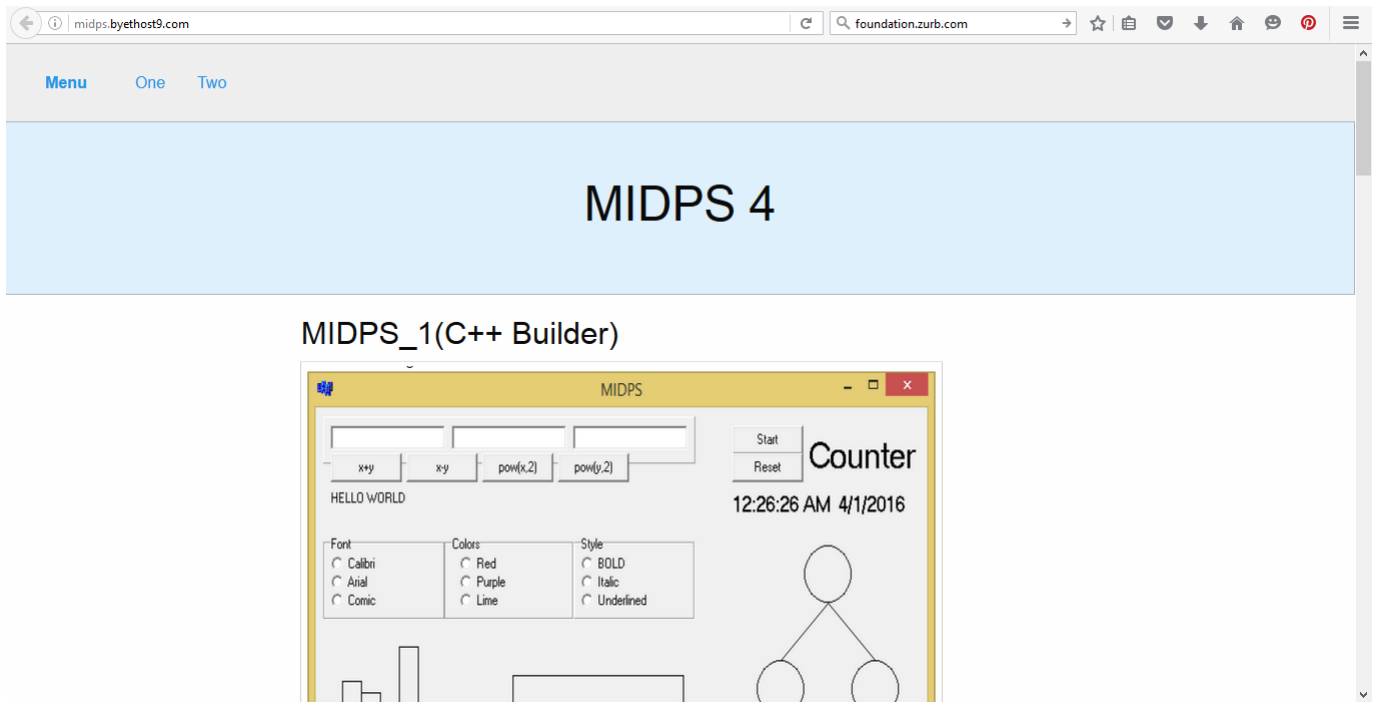 midps.byethost9.com
foundation.zurb.com
Menu One Two
MIDPS 4
MIDPS_1(C++ Builder)
MIDPS
x+y x-y pow(x,2) pow(y,2)
HELLO WORLD
Start
Reset
Counter
12:26:26 AM 4/1/2016
Font
Calibri
Arial
Comic
Colors
Red
Purple
Lime
Style
BOLD
Italic
Underlined